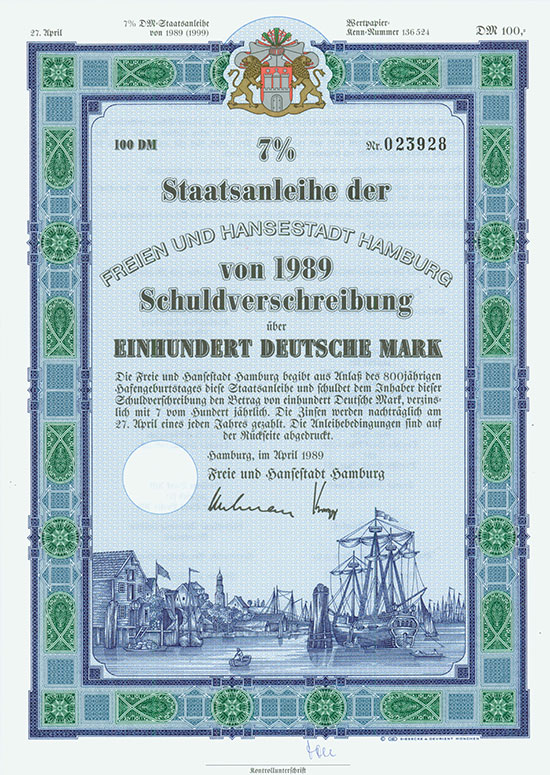 27. April
7% DM-Staatsanleihe
von 1989 (1999)
Wertpapier-
Kenn-Nummer 136 524
DM 100,-
100 DM
7%
Nr. 023928
Staatsanleihe der
FREIEN UND HANSESTADT HAMBURG
von 1989
Schuldverschreibung
über
EINHUNDERT DEUTSCHE MARK
Die Freie und Hansestadt Hamburg begibt aus Anlaß des 800jährigen
Hafengeburtstages diese Staatsanleihe und schuldet dem Inhaber dieser
Schuldverschreibung den Betrag von einhundert Deutsche Mark, verzins-
lich mit 7 vom Hundert jährlich. Die Zinsen werden nachträglich am
27. April eines jeden Jahres gezahlt. Die Anleihebedingungen sind auf
der Rückseite abgedruckt.
Hamburg, im April 1989
Freie und Hansestadt Hamburg
GIESECKE & DEVRIENT MÜNCHEN
Kontrollunterschrift